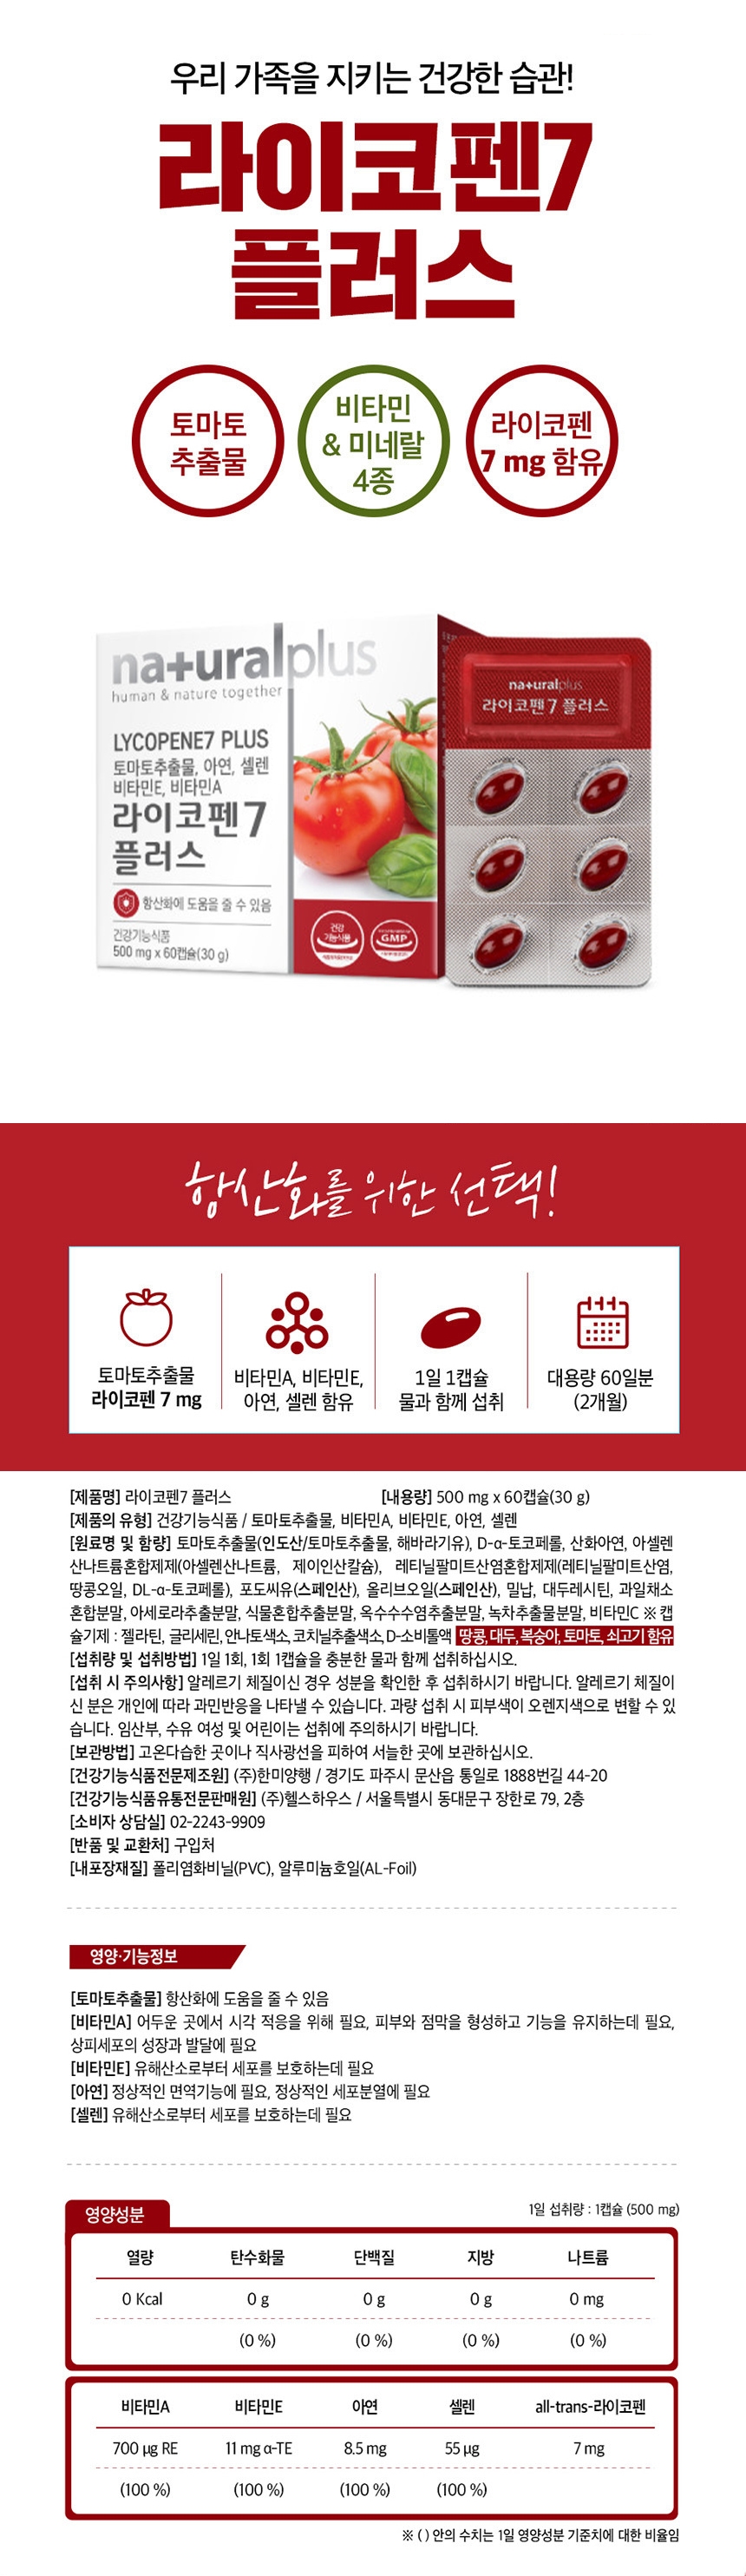 우리 가족을 지키는 건강한 습관!
라이코펜7
플러스
토마토
추출물
비타민
& 미네랄
4종
라이코펜
7 mg 함유
na+uralplus
human & nature together
LYCOPENE7 PLUS
토마토추출물, 아연, 셀렌
비타민E, 비타민A
라이코펜7
플러스
항산화에 도움을 줄 수 있음
건강기능식품
500 mg x 60캡슐(30 g)
건강
기능식품
GMP
na+uralplus
라이코펜7 플러스
항산화를 위한 선택!
토마토추출물
라이코펜 7 mg
비타민A, 비타민E,
아연, 셀렌 함유
1일 1캡슐
물과 함께 섭취
대용량 60일분
(2개월)
[제품명] 라이코펜7 플러스 [내용량] 500 mg x 60캡슐(30 g)
[제품의 유형] 건강기능식품 / 토마토추출물, 비타민A, 비타민E, 아연, 셀렌
[원료명 및 함량] 토마토추출물(인도산/토마토추출물, 해바라기유), D-α-토코페롤, 산화아연, 아셀렌
산나트륨혼합제제(아셀렌산나트륨, 제이인산칼슘), 레티닐팔미트산염혼합제제(레티닐팔미트산염,
땅콩오일, DL-α-토코페롤), 포도씨유(스페인산), 올리브오일(스페인산), 밀납, 대두레시틴, 과일채소
혼합분말, 아세로라추출분말, 식물혼합추출분말, 옥수수수염추출분말, 녹차추출물분말, 비타민C ※ 캡
슐기제 : 젤라틴, 글리세린, 안나토색소, 코치닐추출색소, D-소비톨액 땅콩, 대두, 복숭아, 토마토, 쇠고기 함유
[섭취량 및 섭취방법] 1일 1회, 1회 1캡슐을 충분한 물과 함께 섭취하십시오.
[섭취 시 주의사항] 알레르기 체질이신 경우 성분을 확인한 후 섭취하시기 바랍니다. 알레르기 체질이
신 분은 개인에 따라 과민반응을 나타낼 수 있습니다. 과량 섭취 시 피부색이 오렌지색으로 변할 수 있
습니다. 임산부, 수유 여성 및 어린이는 섭취에 주의하시기 바랍니다.
[보관방법] 고온다습한 곳이나 직사광선을 피하여 서늘한 곳에 보관하십시오.
[건강기능식품전문제조원] (주)한미양행 / 경기도 파주시 문산읍 통일로 1888번길 44-20
[건강기능식품유통전문판매원] (주)헬스하우스 / 서울특별시 동대문구 장한로 79, 2층
[소비자 상담실] 02-2243-9909
[반품 및 교환처] 구입처
[내포장재질] 폴리염화비닐(PVC), 알루미늄호일(AL-Foil)
영양·기능정보
[토마토추출물] 항산화에 도움을 줄 수 있음
[비타민A] 어두운 곳에서 시각 적응을 위해 필요, 피부와 점막을 형성하고 기능을 유지하는데 필요,
상피세포의 성장과 발달에 필요
[비타민E] 유해산소로부터 세포를 보호하는데 필요
[아연] 정상적인 면역기능에 필요, 정상적인 세포분열에 필요
[셀렌] 유해산소로부터 세포를 보호하는데 필요
영양성분 1일 섭취량 : 1캡슐 (500 mg)
열량 탄수화물 단백질 지방 나트륨
0 Kcal 0 g 0 g 0 g 0 mg
(0 %) (0 %) (0 %) (0 %)
비타민A 비타민E 아연 셀렌 all-trans-라이코펜
700 µg RE 11 mg α-TE 8.5 mg 55 µg 7 mg
(100 %) (100 %) (100 %) (100 %)
※ ( ) 안의 수치는 1일 영양성분 기준치에 대한 비율임